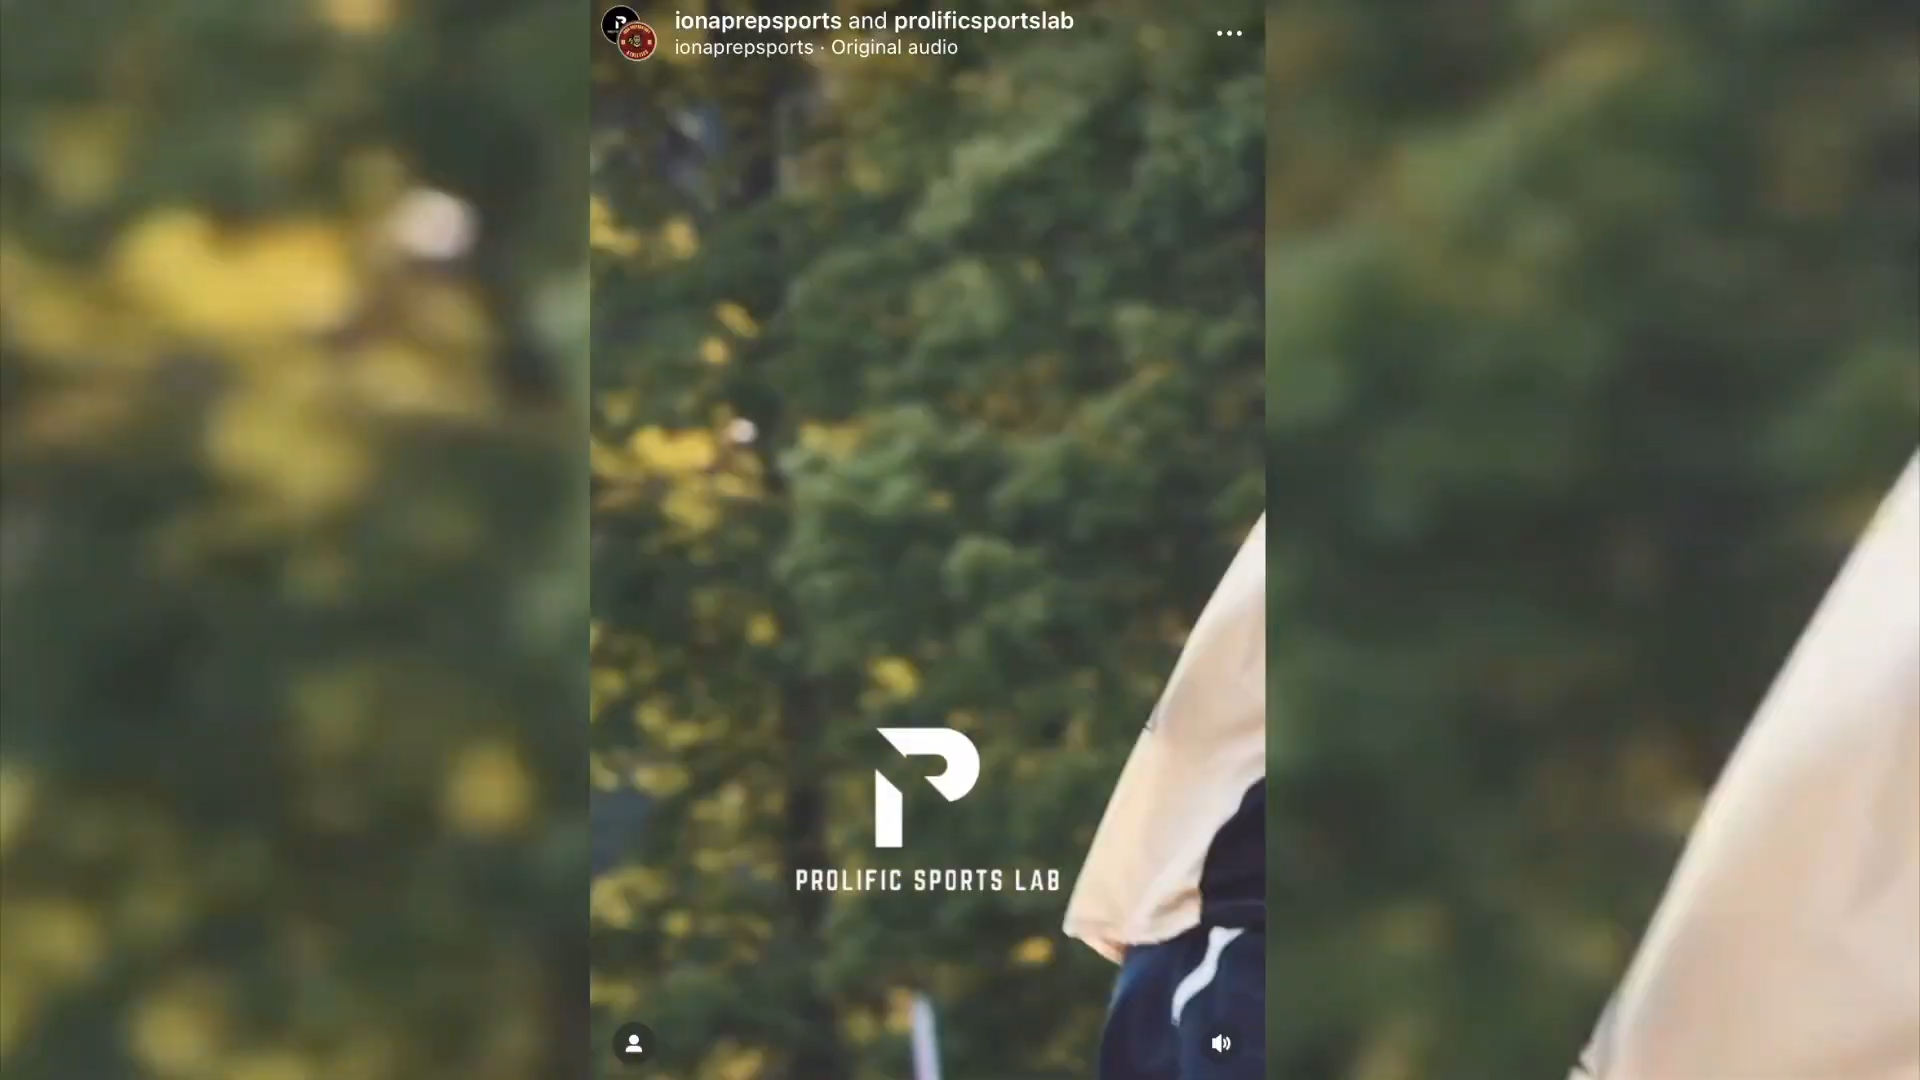 ionaprepsports and prolificsportslab
ionaprepsports · Original audio
PROLIFIC SPORTS LAB